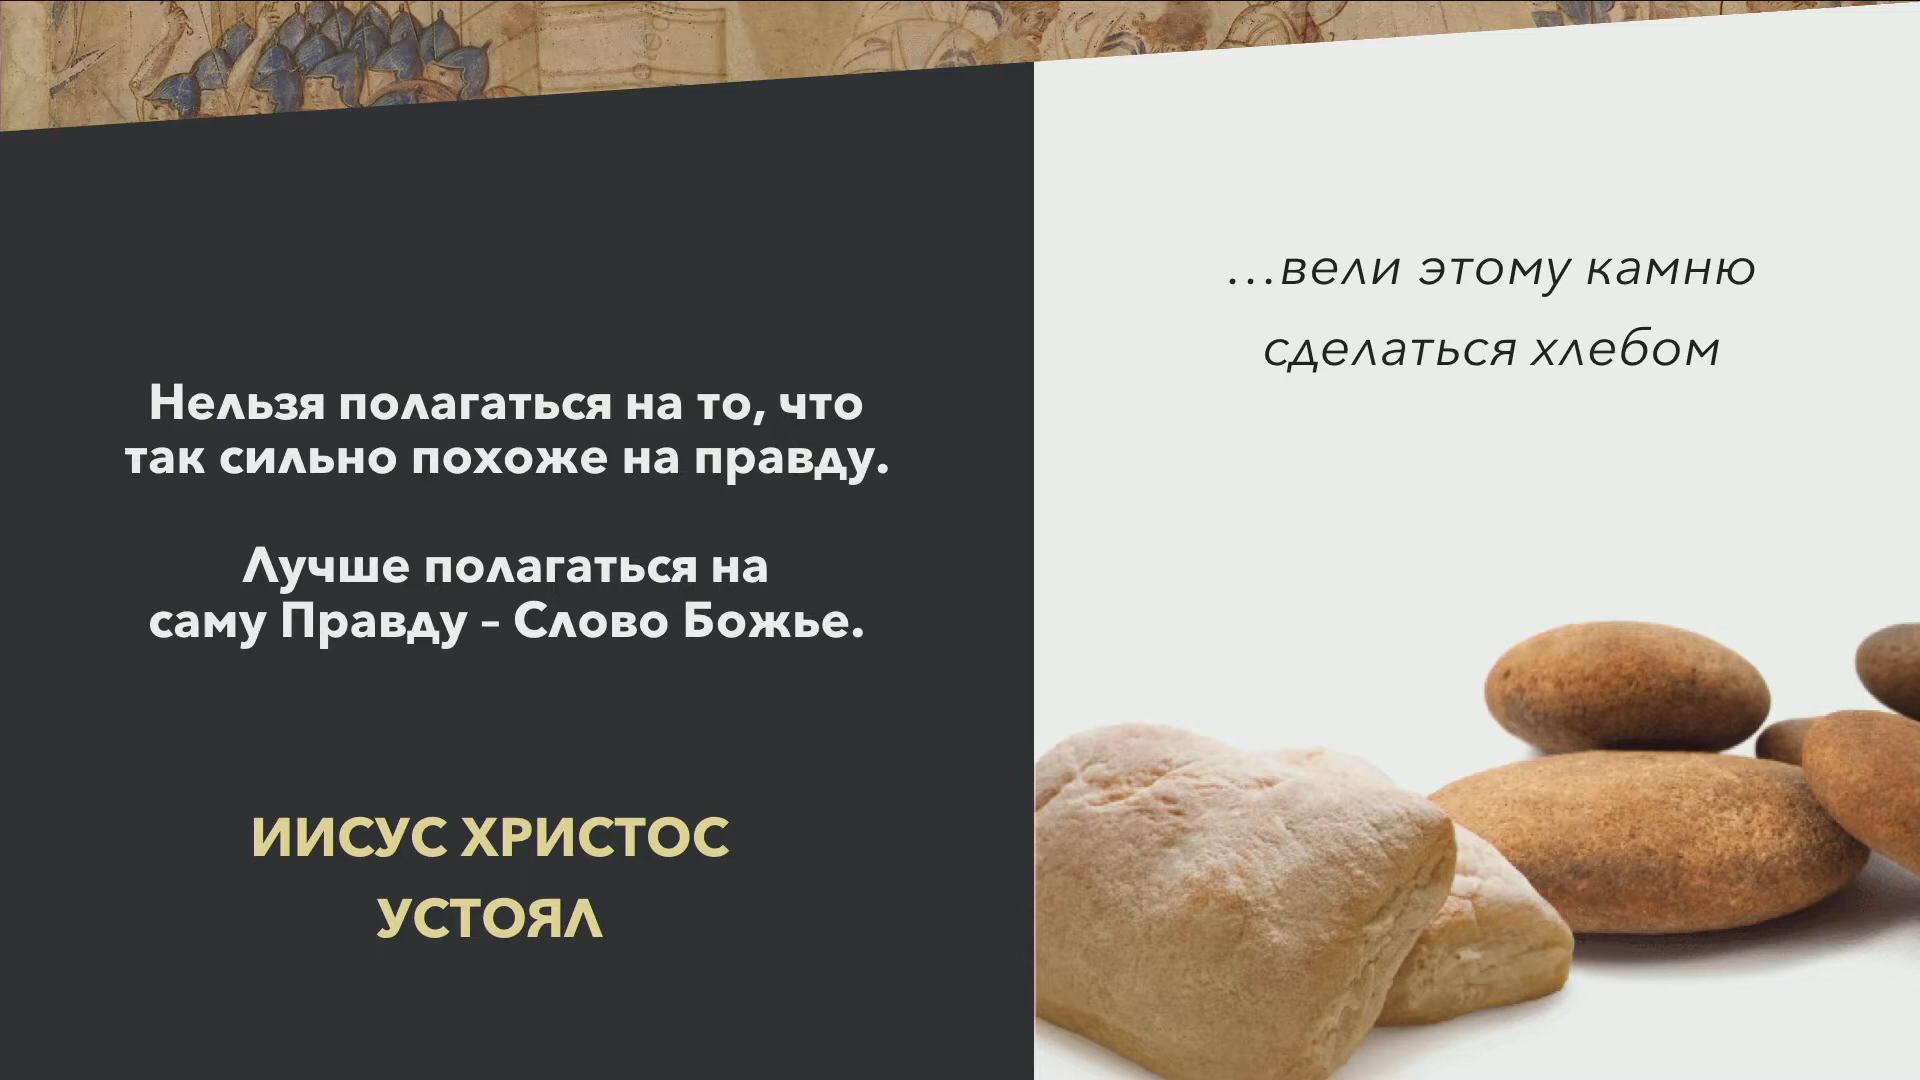 Нельзя полагаться на то, что
так сильно похоже на правду.
Лучше полагаться на
саму Правду – Слово Божье.
ИИСУС ХРИСТОС
УСТОЯЛ
...вели этому камню
сделаться хлебом